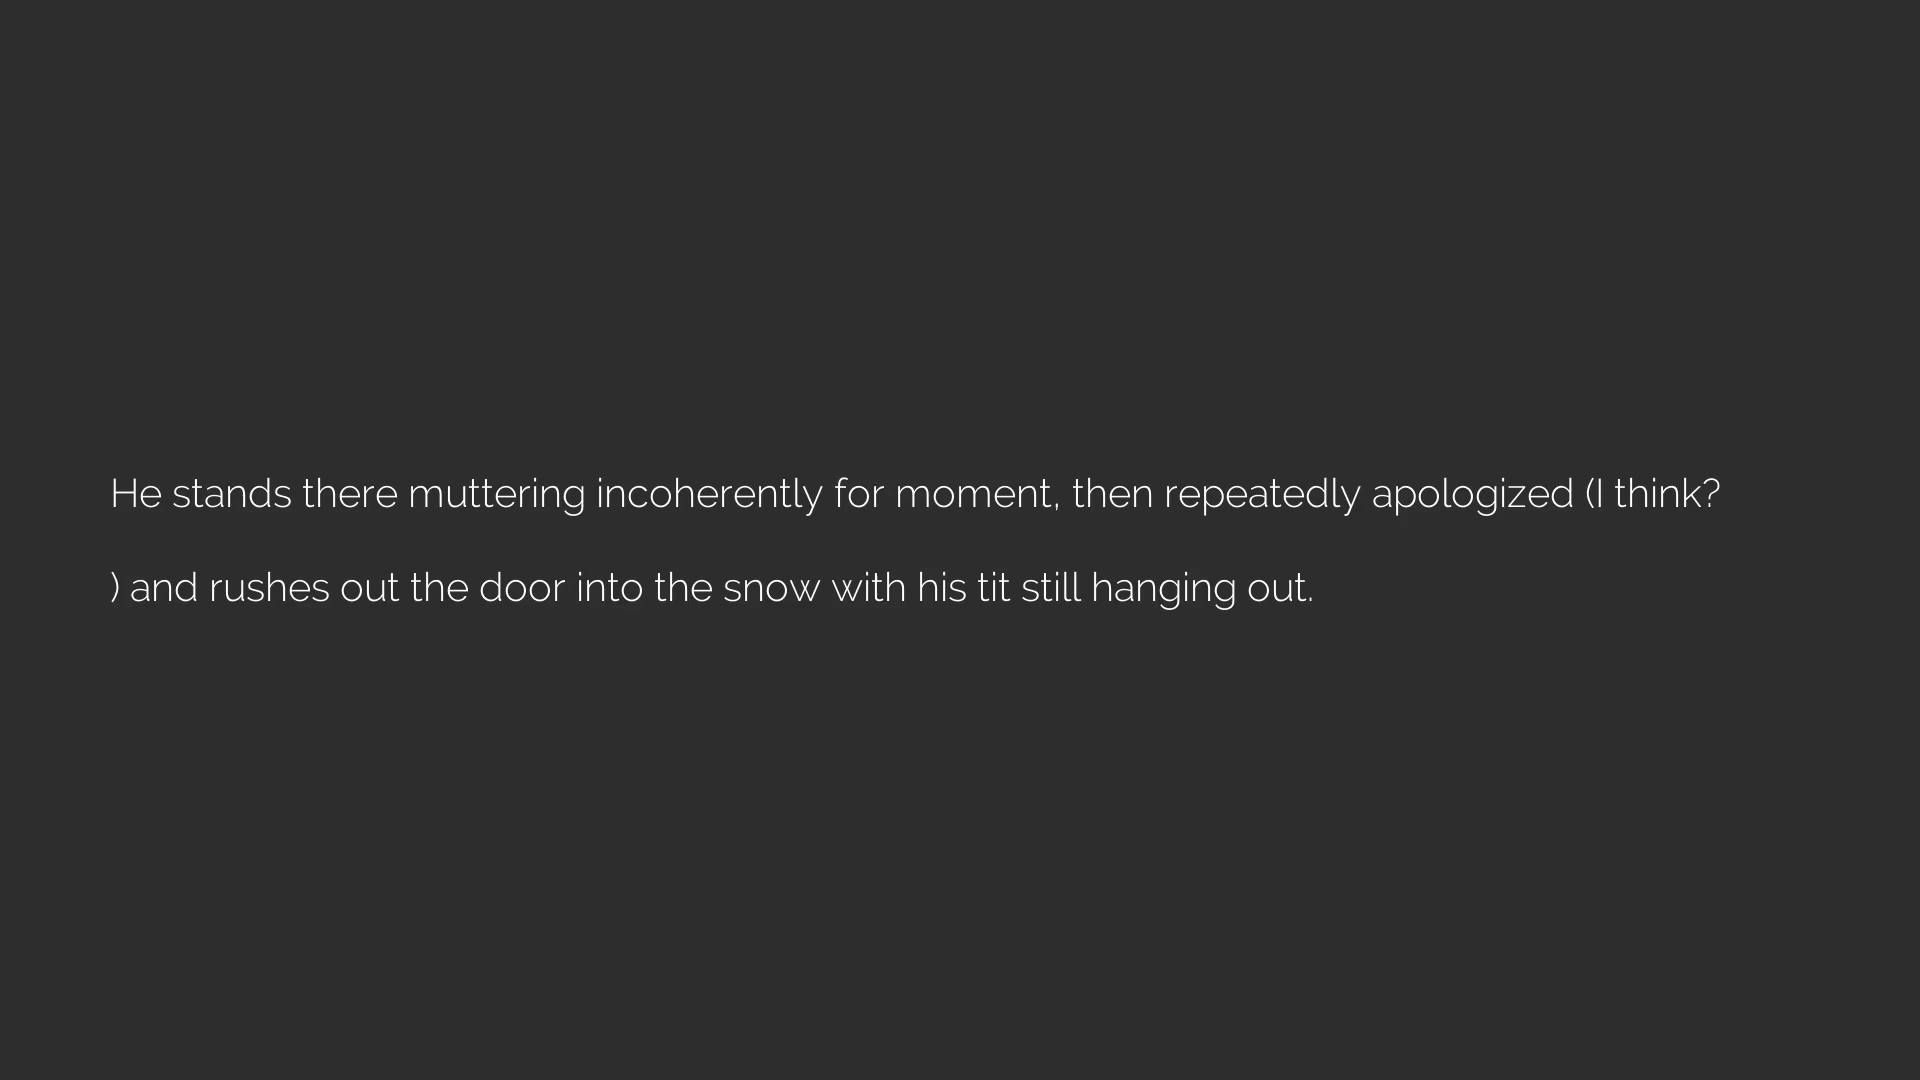 He stands there muttering incoherently for moment, then repeatedly apologized (I think?
) and rushes out the door into the snow with his tit still hanging out.